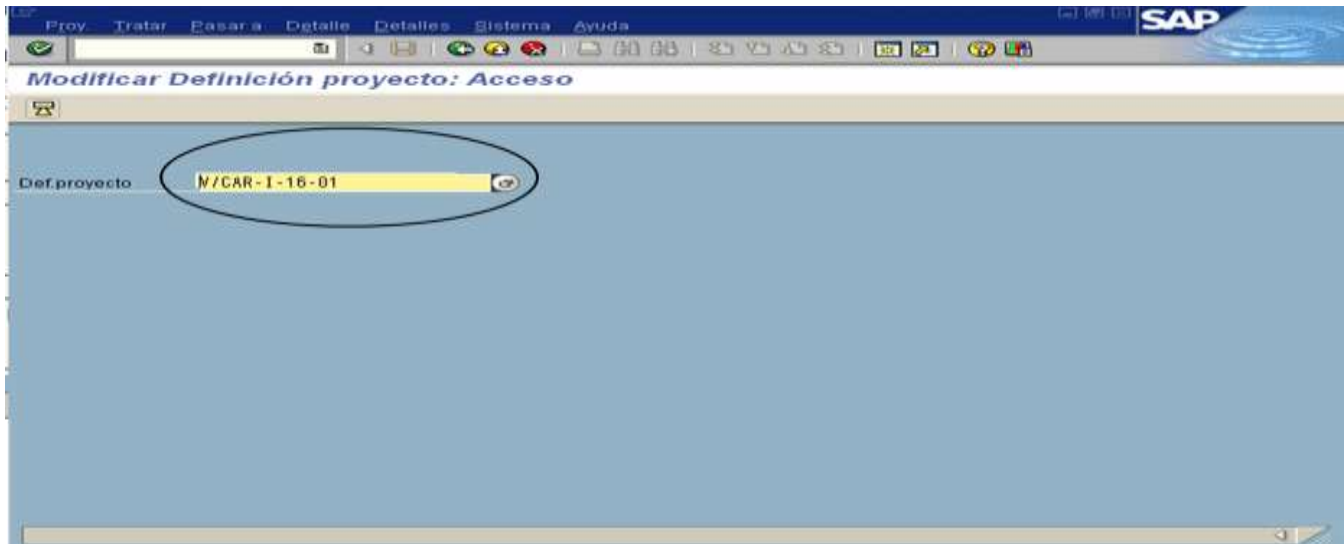 Proy. Tratar Pasar a Detalle Detalles Sistema Ayuda
SAP
Modificar Definición proyecto: Acceso
Def.proyecto V/CAR-I-16-01